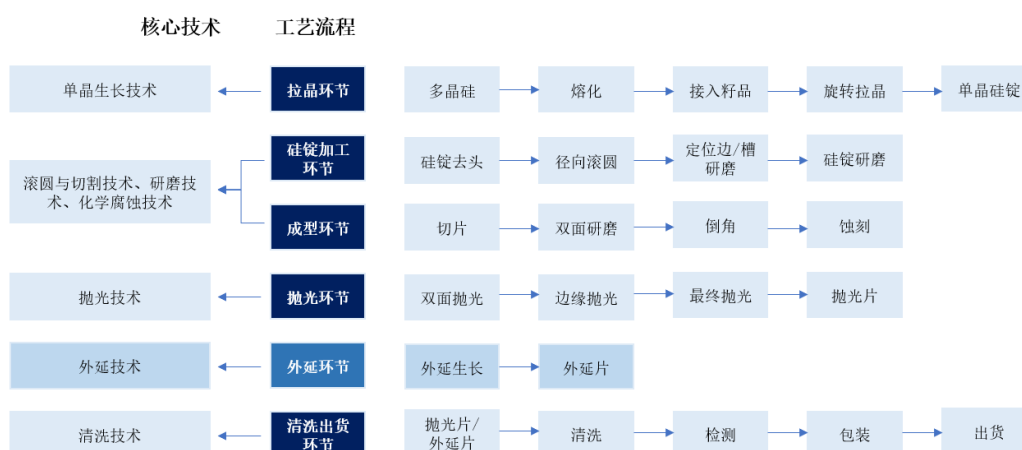 核心技术 工艺流程
单晶生长技术 拉晶环节 多晶硅 熔化 接入籽品 旋转拉晶 单晶硅锭
滚圆与切割技术、研磨技
术、化学腐蚀技术
硅锭加工
环节
硅锭去头 径向滚圆
定位边/槽
研磨
硅锭研磨
成型环节 切片 双面研磨 倒角 蚀刻
抛光技术 抛光环节 双面抛光 边缘抛光 最终抛光 抛光片
外延技术 外延环节 外延生长 外延片
清洗技术
清洗出货
环节
抛光片/
外延片
清洗 检测 包装 出货